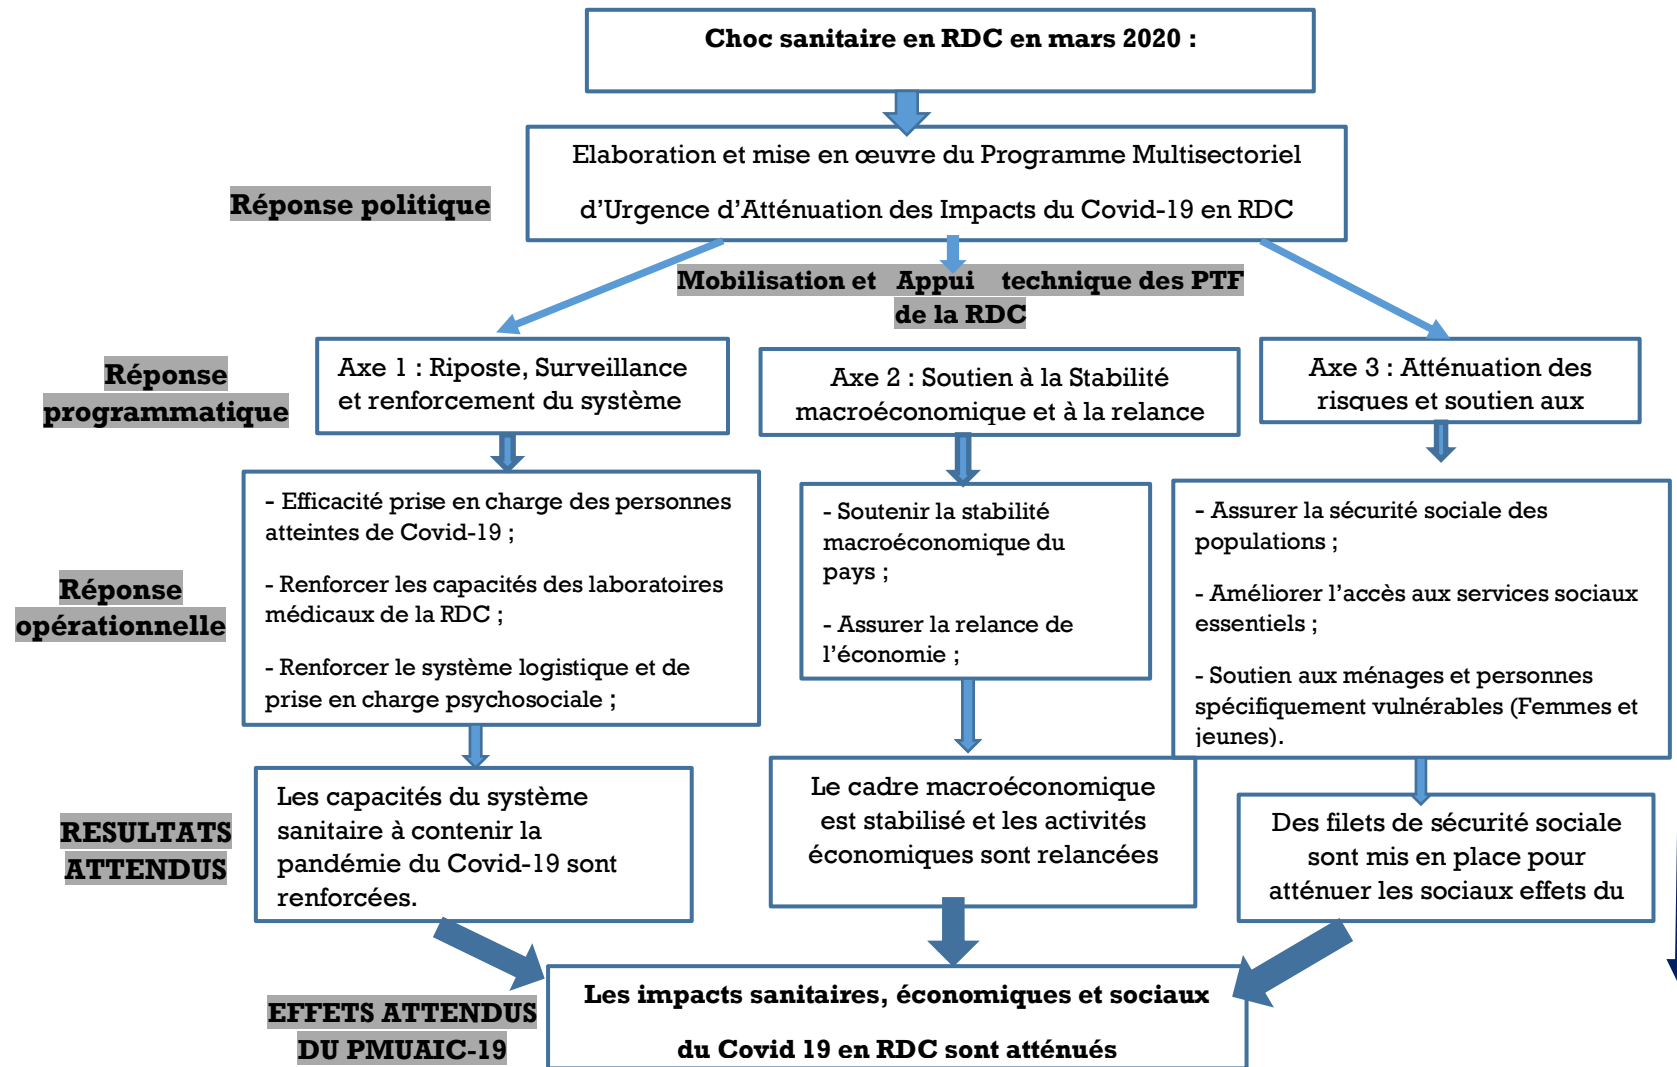 Choc sanitaire en RDC en mars 2020 :
Elaboration et mise en œuvre du Programme Multisectoriel
d'Urgence d'Atténuation des Impacts du Covid-19 en RDC
Réponse politique
Mobilisation et Appui technique des PTF
de la RDC
Réponse
programmatique
Axe 1 : Riposte, Surveillance
et renforcement du système
Axe 2 : Soutien à la Stabilité
macroéconomique et à la relance
Axe 3 : Atténuation des
risques et soutien aux
Réponse
opérationnelle
- Efficacité prise en charge des personnes
atteintes de Covid-19 ;
- Renforcer les capacités des laboratoires
médicaux de la RDC ;
- Renforcer le système logistique et de
prise en charge psychosociale ;
- Soutenir la stabilité
macroéconomique du
pays ;
- Assurer la relance de
l'économie ;
- Assurer la sécurité sociale des
populations ;
- Améliorer l'accès aux services sociaux
essentiels ;
- Soutien aux ménages et personnes
spécifiquement vulnérables (Femmes et
jeunes).
RESULTATS
ATTENDUS
Les capacités du système
sanitaire à contenir la
pandémie du Covid-19 sont
renforcées.
Le cadre macroéconomique
est stabilisé et les activités
économiques sont relancées
Des filets de sécurité sociale
sont mis en place pour
atténuer les sociaux effets du
EFFETS ATTENDUS
DU PMUAIC-19
Les impacts sanitaires, économiques et sociaux
du Covid 19 en RDC sont atténués